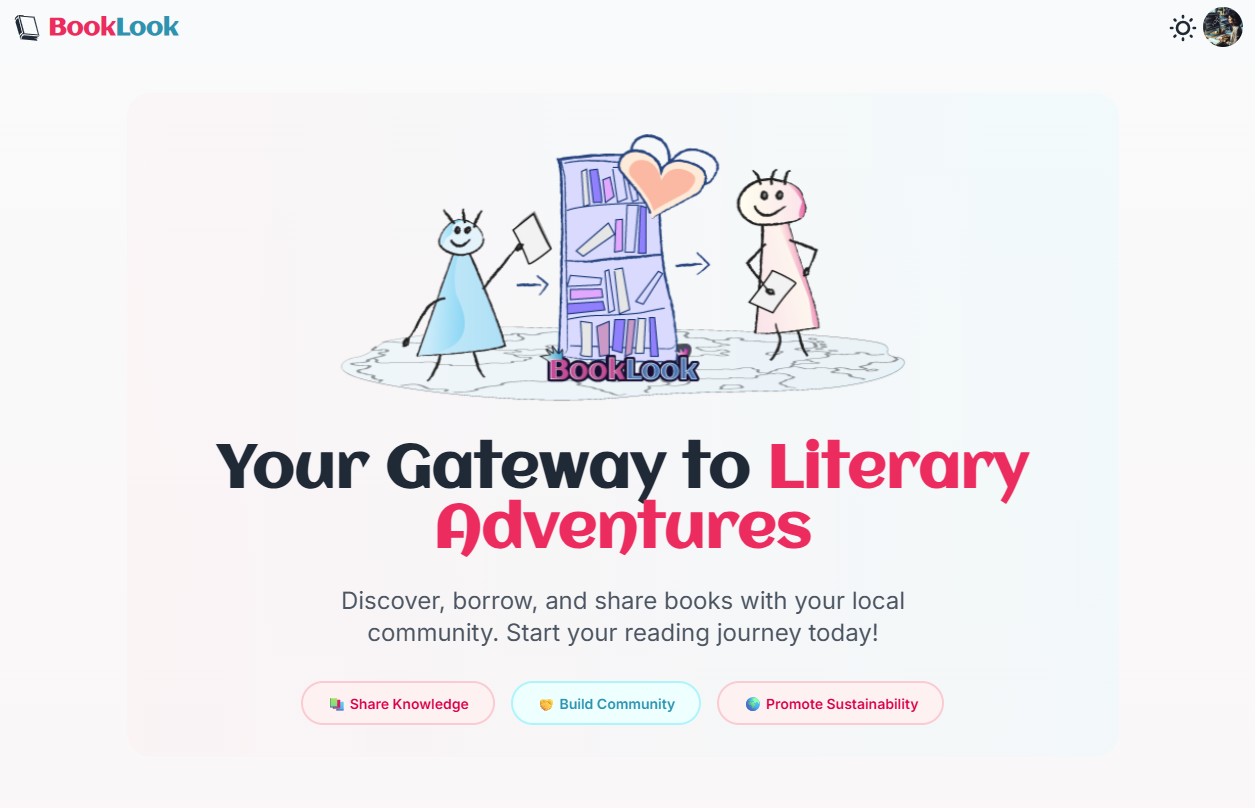 BookLook
BookLook
Your Gateway to Literary
Adventures
Discover, borrow, and share books with your local
community. Start your reading journey today!
Share Knowledge
Build Community
Promote Sustainability